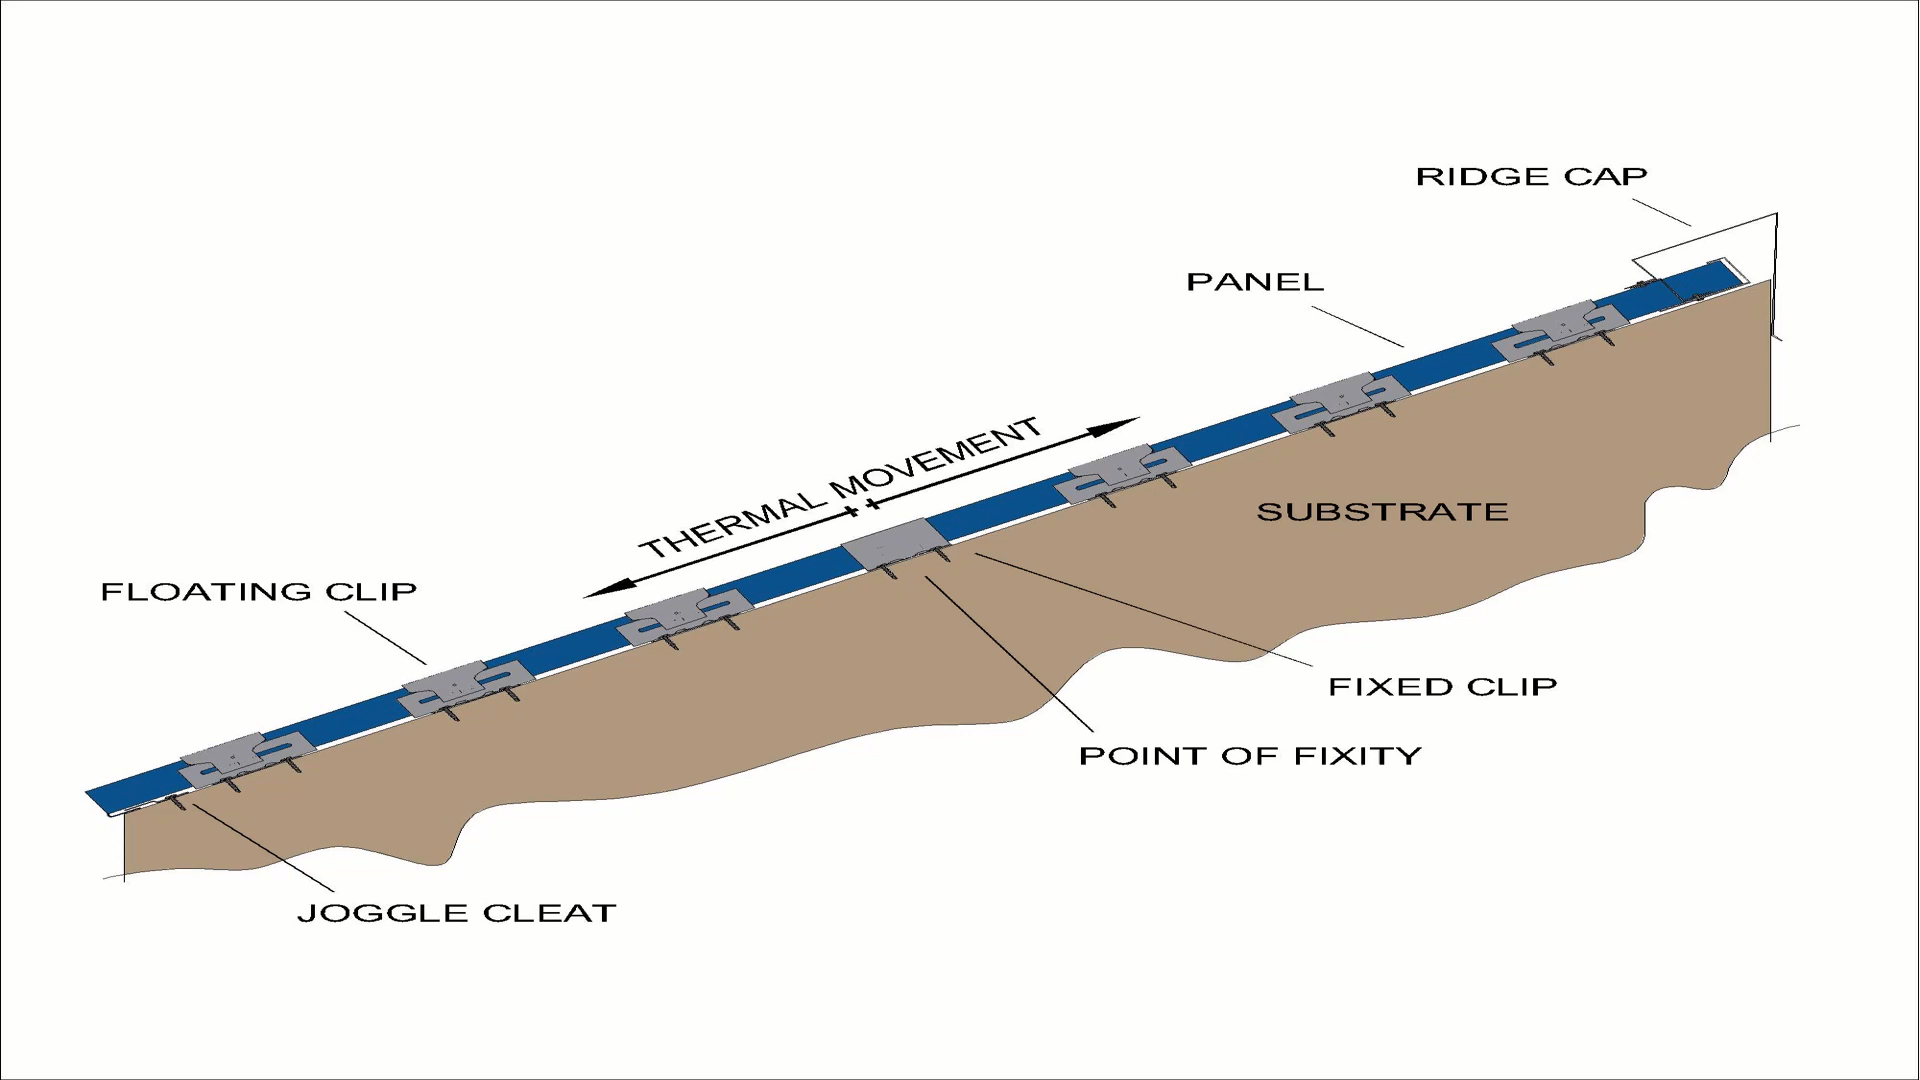 RIDGE CAP
PANEL
THERMAL MOVEMENT
SUBSTRATE
FLOATING CLIP
FIXED CLIP
POINT OF FIXITY
JOGGLE CLEAT